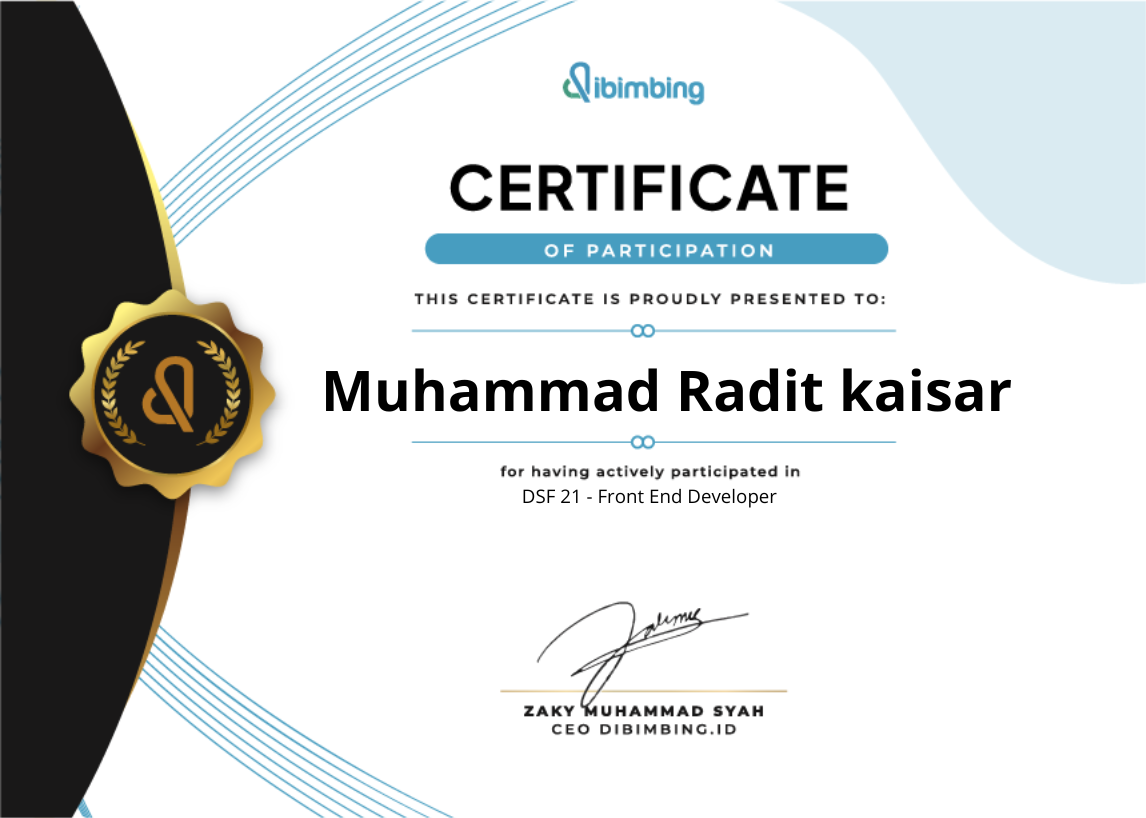 dibimbing
CERTIFICATE
OF PARTICIPATION
THIS CERTIFICATE IS PROUDLY PRESENTED TO:
Muhammad Radit kaisar
for having actively participated in
DSF 21 - Front End Developer
ZAKY MUHAMMAD SYAH
CEO DIBIMBING.ID